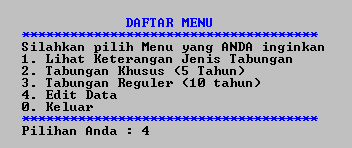 DAFTAR MENU
****************************************
Silahkan pilih Menu yang ANDA inginkan
1. Lihat Keterangan Jenis Tabungan
2. Tabungan Khusus (5 Tahun)
3. Tabungan Reguler (10 tahun)
4. Edit Data
0. Keluar
****************************************
Pilihan Anda : 4